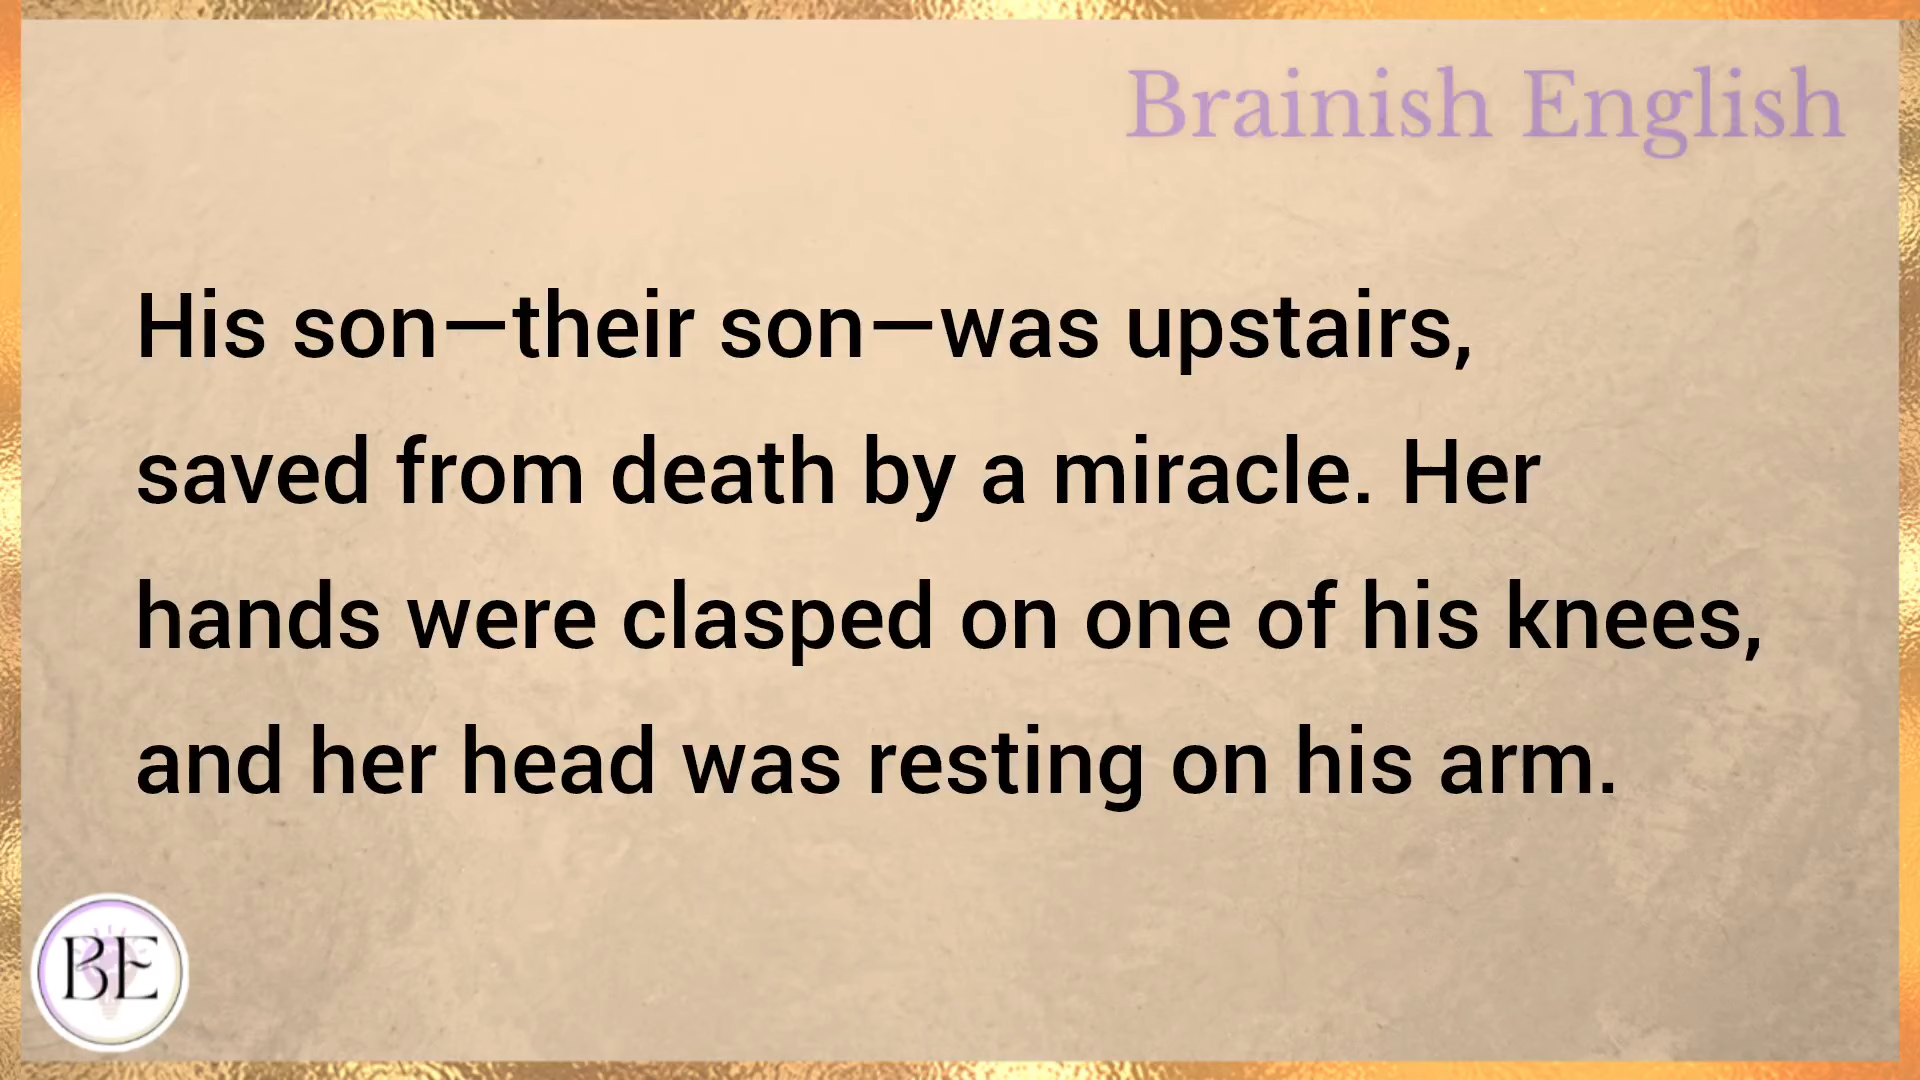 Brainish English
His son—their son—was upstairs,
saved from death by a miracle. Her
hands were clasped on one of his knees,
and her head was resting on his arm.
BE